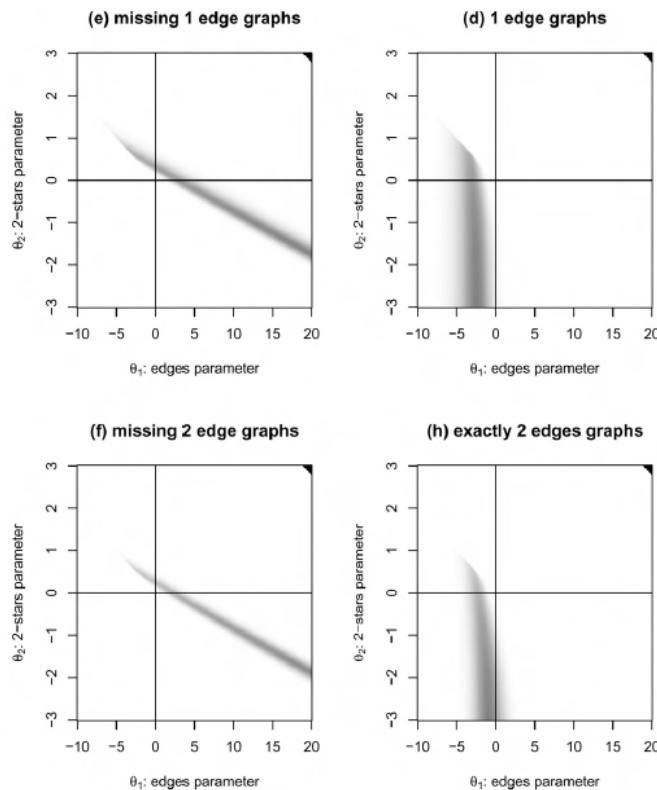 (e) missing 1 edge graphs
3
2
1
0
−1
−2
−3
θ₂: 2−stars parameter
−10 −5 0 5 10 15 20
θ₁: edges parameter
(d) 1 edge graphs
3
2
1
0
−1
−2
−3
θ₂: 2−stars parameter
−10 −5 0 5 10 15 20
θ₁: edges parameter
(f) missing 2 edge graphs
3
2
1
0
−1
−2
−3
θ₂: 2−stars parameter
−10 −5 0 5 10 15 20
θ₁: edges parameter
(h) exactly 2 edges graphs
3
2
1
0
−1
−2
−3
θ₂: 2−stars parameter
−10 −5 0 5 10 15 20
θ₁: edges parameter